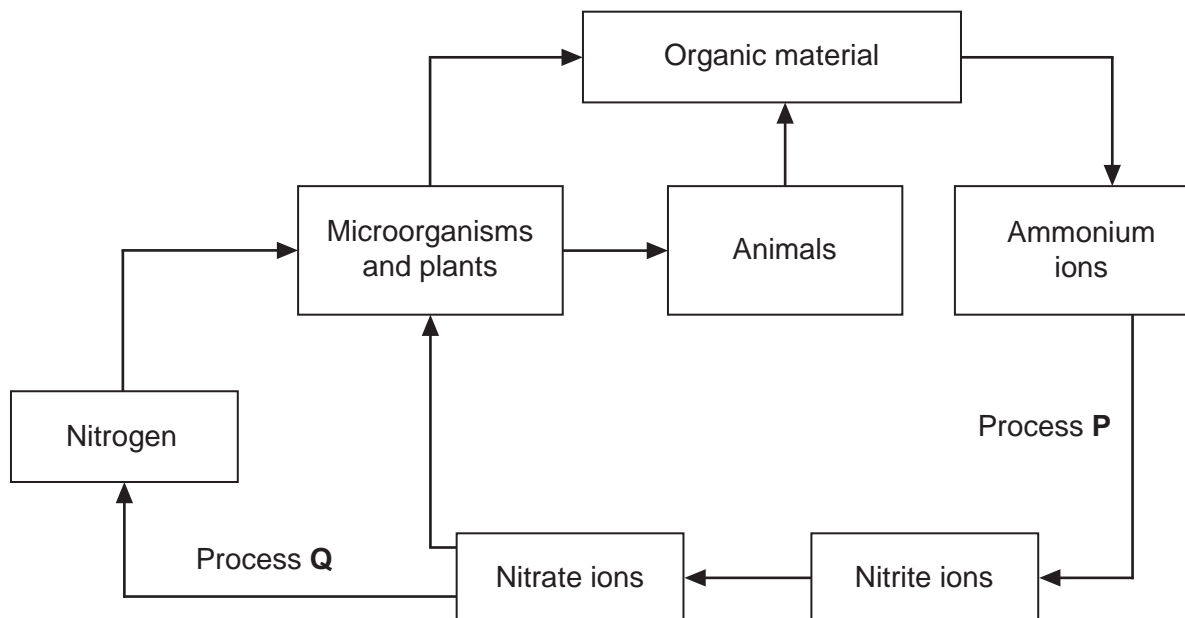 Organic material
Microorganisms
and plants
Animals
Ammonium
ions
Nitrogen
Process P
Process Q
Nitrate ions
Nitrite ions